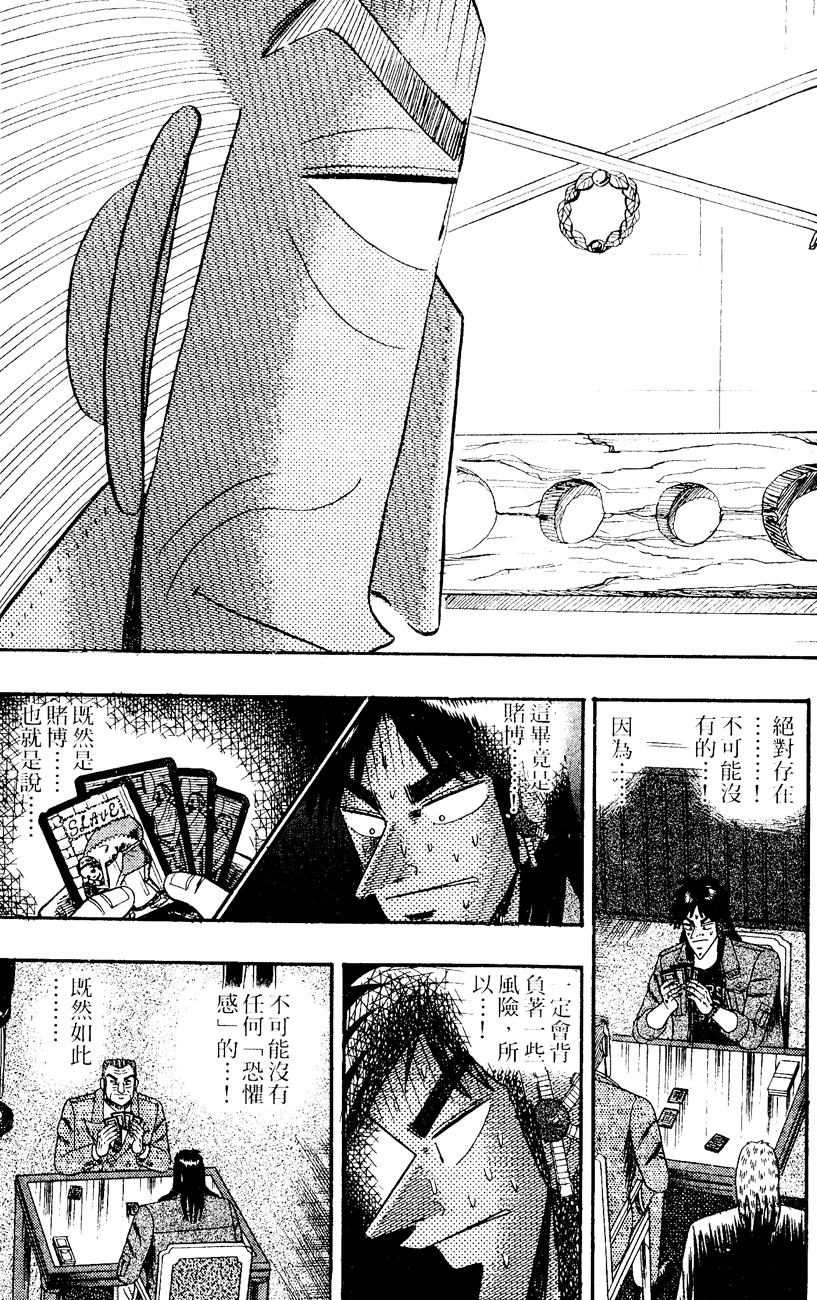 絕對存在
…………！
不可能沒
有的…！
因為……
這畢竟是
賭博…！
既然是
賭博………
也就是說……
SLAVE
一定會背
負著一些
風險，所
以…！
不可能沒有
任何「恐懼
感」的…！
既然如此
…………